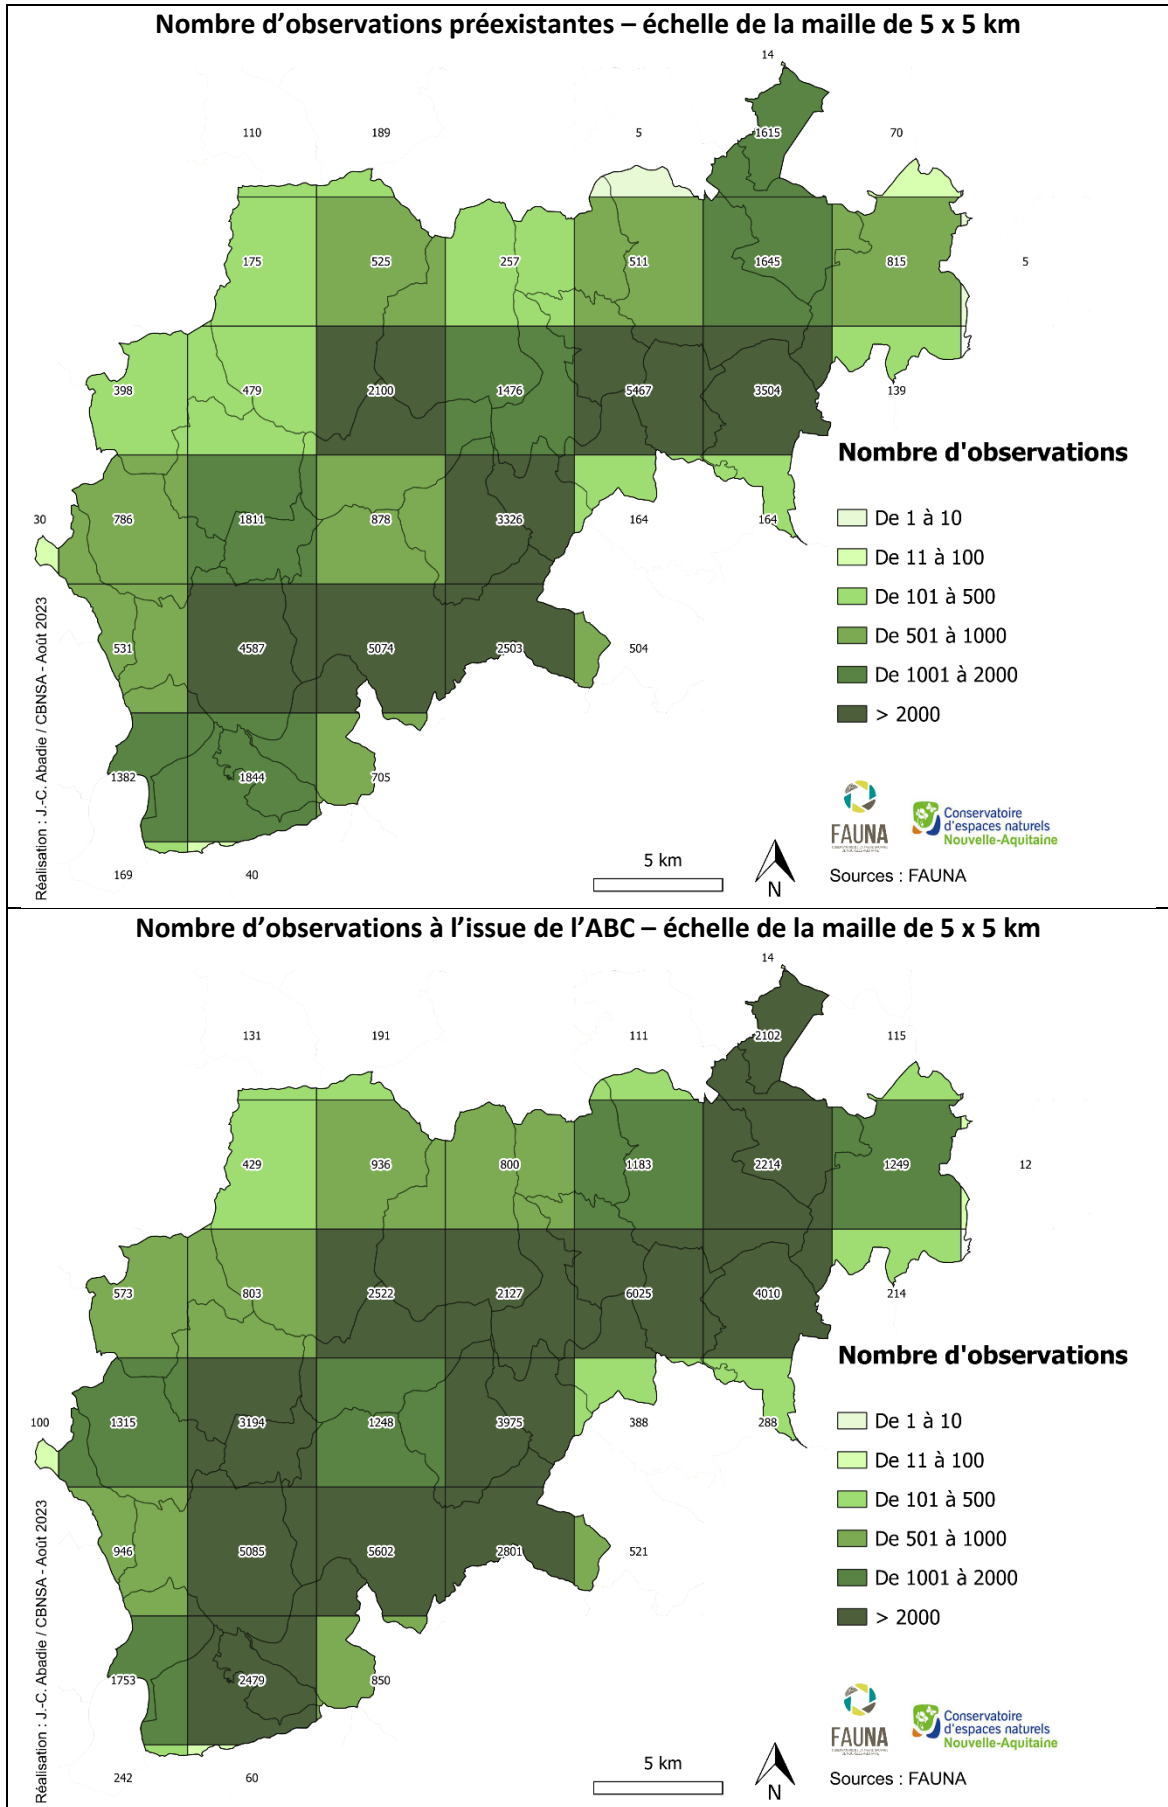 Nombre d'observations préexistantes – échelle de la maille de 5 x 5 km
14
110 189 5 1615 70
175 525 257 511 1645 815 5
398 479 2100 1476 5467 3504 139
Nombre d'observations
30 786 1811 878 3326 164 164
De 1 à 10
De 11 à 100
De 101 à 500
De 501 à 1000
De 1001 à 2000
> 2000
531 4587 5074 2503 504
1382 1844 705
169 40
Réalisation : J.-C. Abadie / CBNSA - Août 2023
5 km
N
FAUNA
Conservatoire
d'espaces naturels
Nouvelle-Aquitaine
Sources : FAUNA
Nombre d'observations à l'issue de l'ABC – échelle de la maille de 5 x 5 km
14
131 191 111 2102 115
429 936 800 1183 2214 1249 12
573 803 2522 2127 6025 4010 214
Nombre d'observations
100 1315 3194 1248 3975 388 288
De 1 à 10
De 11 à 100
De 101 à 500
De 501 à 1000
De 1001 à 2000
> 2000
946 5085 5602 2801 521
1753 2479 850
242 60
Réalisation : J.-C. Abadie / CBNSA - Août 2023
5 km
N
FAUNA
Conservatoire
d'espaces naturels
Nouvelle-Aquitaine
Sources : FAUNA